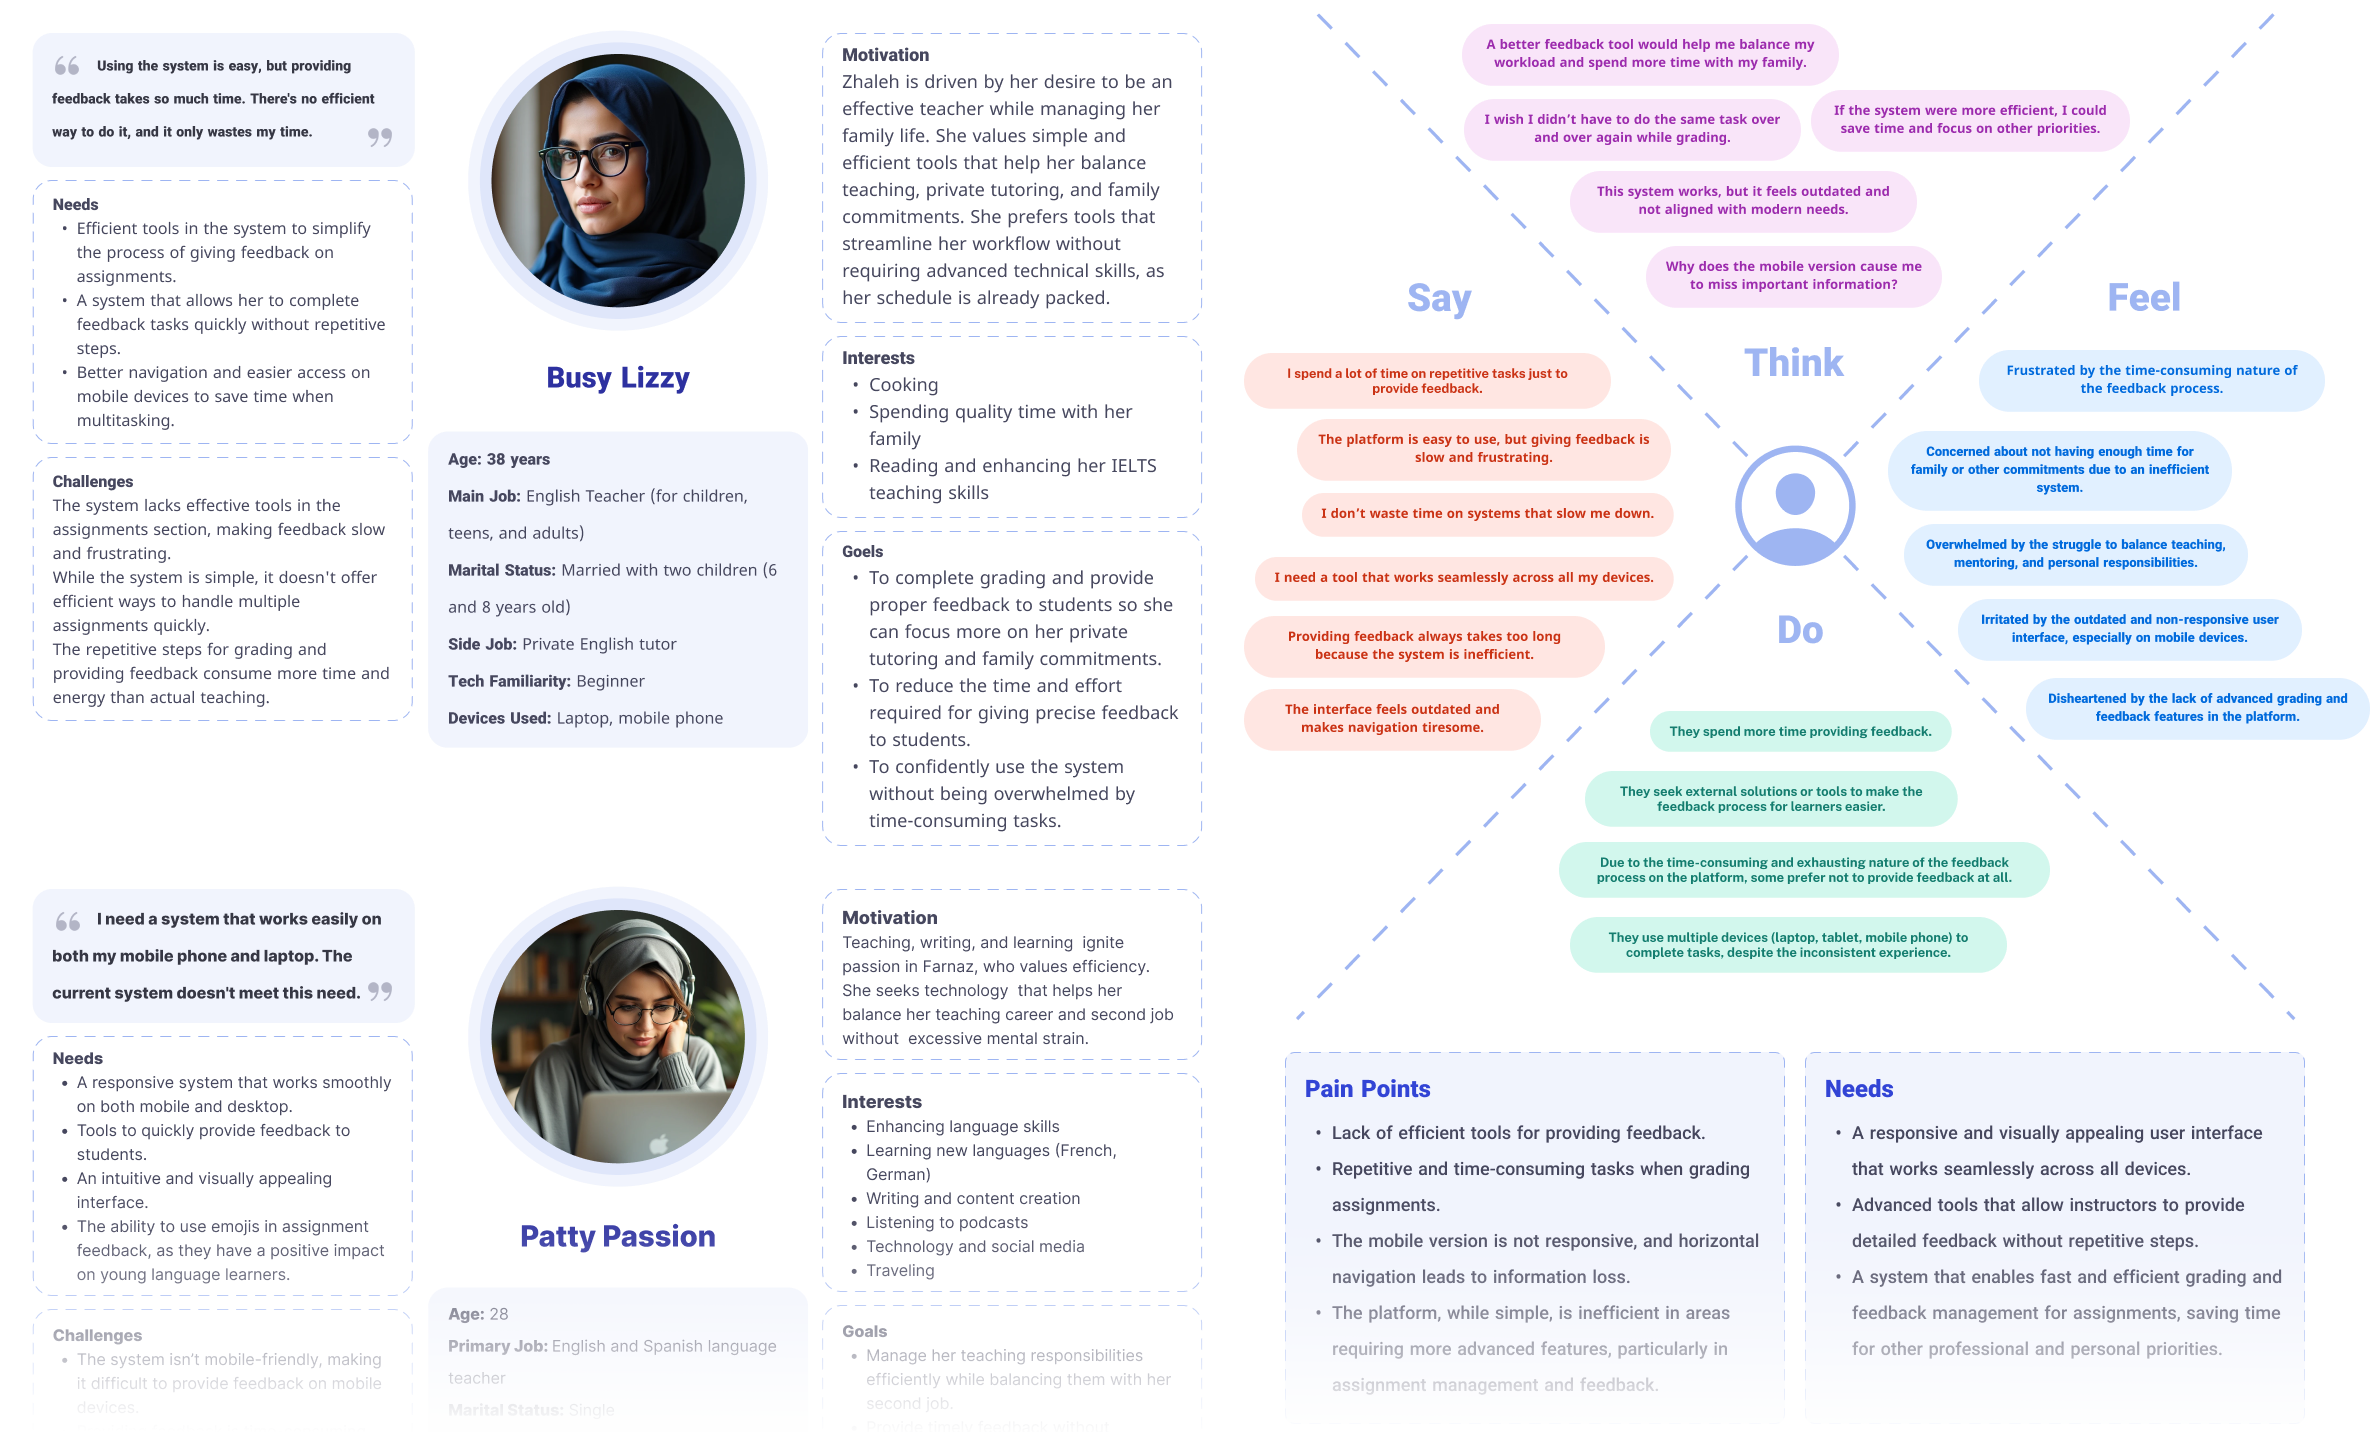 Using the system is easy, but providing
feedback takes so much time. There's no efficient
way to do it, and it only wastes my time.
Needs
• Efficient tools in the system to simplify
the process of giving feedback on
assignments.
• A system that allows her to complete
feedback tasks quickly without repetitive
steps.
• Better navigation and easier access on
mobile devices to save time when
multitasking.
Challenges
The system lacks effective tools in the
assignments section, making feedback slow
and frustrating.
While the system is simple, it doesn't offer
efficient ways to handle multiple
assignments quickly.
The repetitive steps for grading and
providing feedback consume more time and
energy than actual teaching.
Busy Lizzy
Age: 38 years
Main Job: English Teacher (for children,
teens, and adults)
Marital Status: Married with two children (6
and 8 years old)
Side Job: Private English tutor
Tech Familiarity: Beginner
Devices Used: Laptop, mobile phone
Motivation
Zhaleh is driven by her desire to be an
effective teacher while managing her
family life. She values simple and
efficient tools that help her balance
teaching, private tutoring, and family
commitments. She prefers tools that
streamline her workflow without
requiring advanced technical skills, as
her schedule is already packed.
Interests
• Cooking
• Spending quality time with her
family
• Reading and enhancing her IELTS
teaching skills
Goels
• To complete grading and provide
proper feedback to students so she
can focus more on her private
tutoring and family commitments.
• To reduce the time and effort
required for giving precise feedback
to students.
• To confidently use the system
without being overwhelmed by
time-consuming tasks.
I need a system that works easily on
both my mobile phone and laptop. The
current system doesn't meet this need.
Needs
• A responsive system that works smoothly
on both mobile and desktop.
• Tools to quickly provide feedback to
students.
• An intuitive and visually appealing
interface.
• The ability to use emojis in assignment
feedback, as they have a positive impact
on young language learners.
Challenges
• The system isn't mobile-friendly, making
it difficult to provide feedback on mobile
devices.
Patty Passion
Age: 28
Primary Job: English and Spanish language
teacher
Marital Status: Single
Motivation
Teaching, writing, and learning ignite
passion in Farnaz, who values efficiency.
She seeks technology that helps her
balance her teaching career and second job
without excessive mental strain.
Interests
• Enhancing language skills
• Learning new languages (French,
German)
• Writing and content creation
• Listening to podcasts
• Technology and social media
• Traveling
Goals
• Manage her teaching responsibilities
efficiently while balancing them with her
second job.
• Provide timely feedback without
A better feedback tool would help me balance my
workload and spend more time with my family.
I wish I didn't have to do the same task over
and over again while grading.
If the system were more efficient, I could
save time and focus on other priorities.
This system works, but it feels outdated and
not aligned with modern needs.
Why does the mobile version cause me
to miss important information?
Think
Say
I spend a lot of time on repetitive tasks just to
provide feedback.
The platform is easy to use, but giving feedback is
slow and frustrating.
I don't waste time on systems that slow me down.
I need a tool that works seamlessly across all my devices.
Providing feedback always takes too long
because the system is inefficient.
The interface feels outdated and
makes navigation tiresome.
Feel
Frustrated by the time-consuming nature of
the feedback process.
Concerned about not having enough time for
family or other commitments due to an inefficient
system.
Overwhelmed by the struggle to balance teaching,
mentoring, and personal responsibilities.
Irritated by the outdated and non-responsive user
interface, especially on mobile devices.
Disheartened by the lack of advanced grading and
feedback features in the platform.
Do
They spend more time providing feedback.
They seek external solutions or tools to make the
feedback process for learners easier.
Due to the time-consuming and exhausting nature of the feedback
process on the platform, some prefer not to provide feedback at all.
They use multiple devices (laptop, tablet, mobile phone) to
complete tasks, despite the inconsistent experience.
Pain Points
• Lack of efficient tools for providing feedback.
• Repetitive and time-consuming tasks when grading
assignments.
• The mobile version is not responsive, and horizontal
navigation leads to information loss.
• The platform, while simple, is inefficient in areas
requiring more advanced features, particularly in
assignment management and feedback.
Needs
• A responsive and visually appealing user interface
that works seamlessly across all devices.
• Advanced tools that allow instructors to provide
detailed feedback without repetitive steps.
• A system that enables fast and efficient grading and
feedback management for assignments, saving time
for other professional and personal priorities.